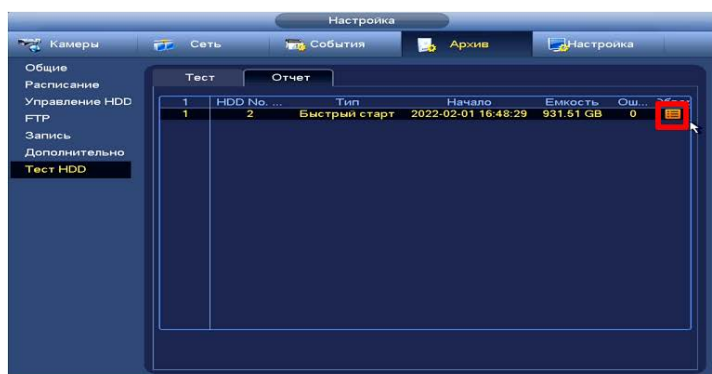 Настройка
Камеры Сеть События Архив Настройка
Общие
Расписание
Управление HDD
FTP
Запись
Дополнительно
Тест HDD
Тест Отчет
1 HDD No. ... Тип Начало Емкость Ош...
1 2 Быстрый старт 2022-02-01 16:48:29 931.51 GB 0